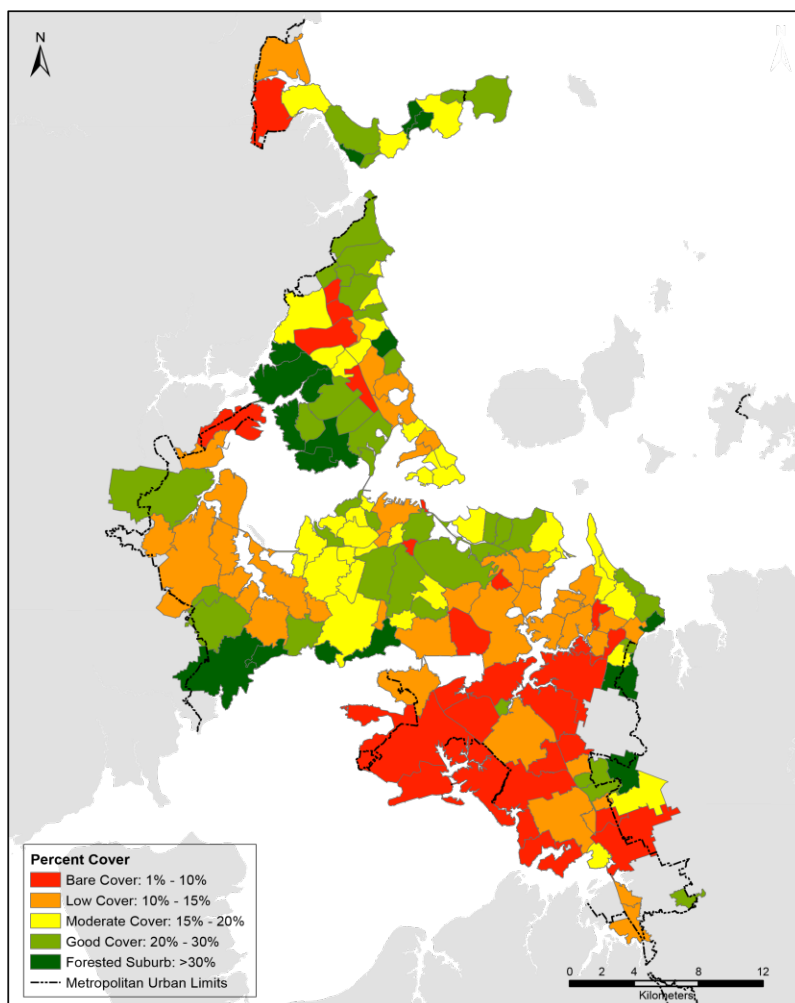 N
N
Percent Cover
Bare Cover: 1% - 10%
Low Cover: 10% - 15%
Moderate Cover: 15% - 20%
Good Cover: 20% - 30%
Forested Suburb: >30%
Metropolitan Urban Limits
0 2 4 8 12
Kilometers